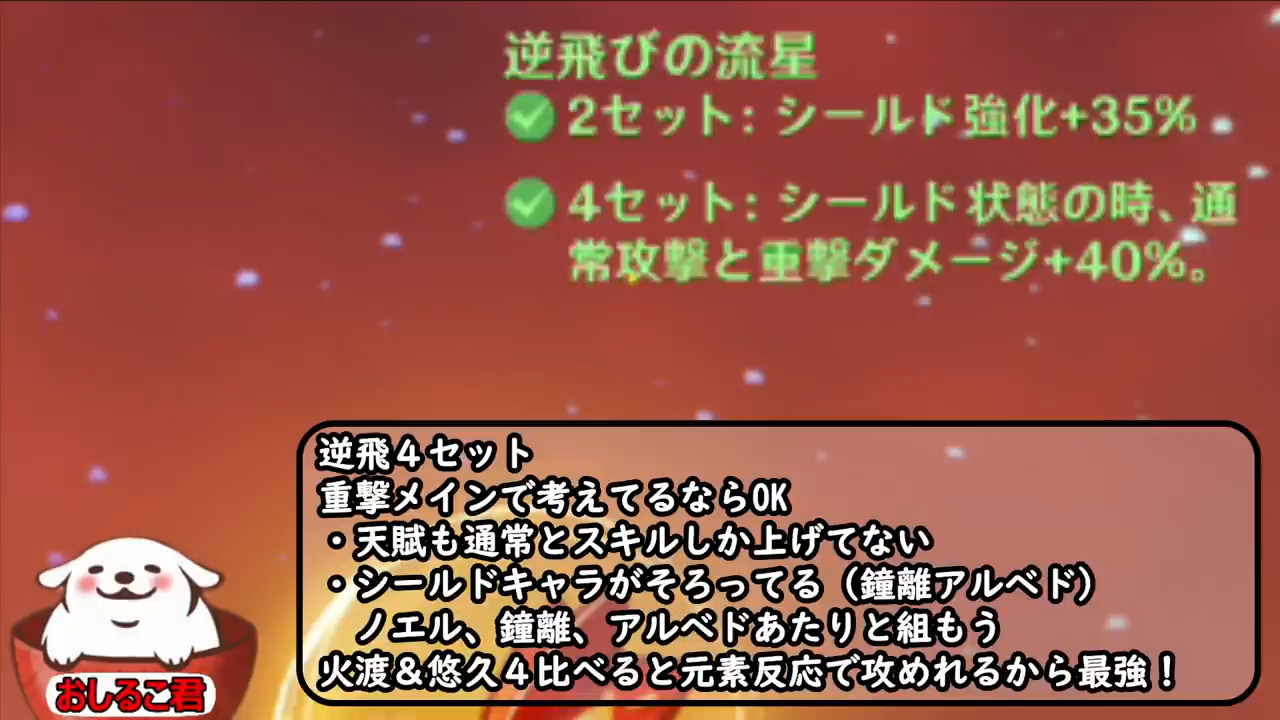 逆飛びの流星
2セット: シールド強化+35%
4セット: シールド状態の時、通
常攻撃と重撃ダメージ+40%。
逆飛4セット
重撃メインで考えてるならOK
・天賦も通常とスキルしか上げてない
・シールドキャラがそろってる（鐘離アルベド）
ノエル、鐘離、アルベドあたりと組もう
火渡&悠久4比べると元素反応で攻めれるから最強！
おしるこ君